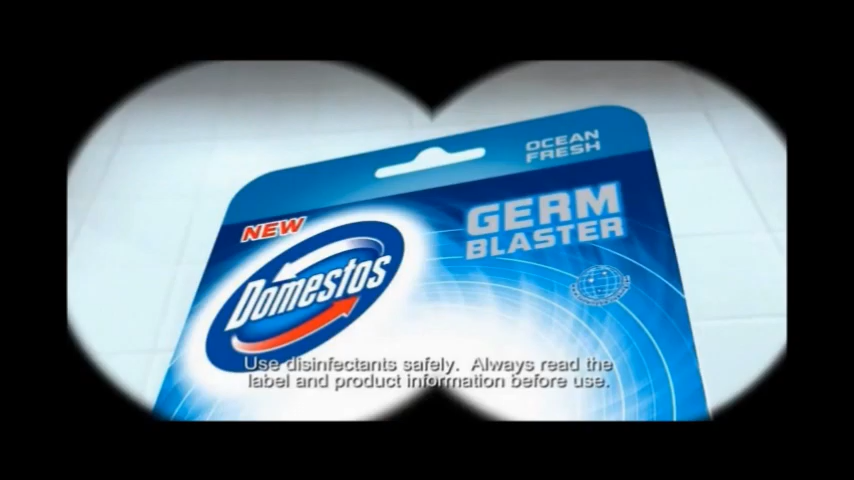 OCEAN
FRESH
NEW
GERM
BLASTER
Domestos
Use disinfectants safely.  Always read the
label and product information before use.